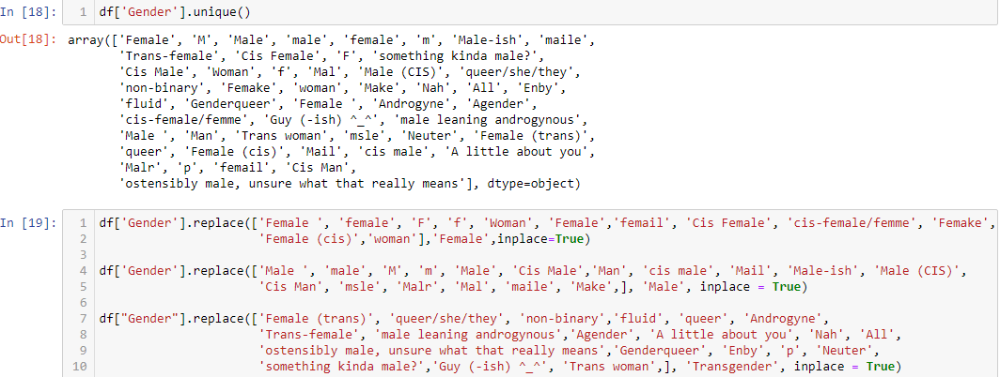 In [18]: 1 df['Gender'].unique()
Out[18]: array(['Female', 'M', 'Male', 'male', 'female', 'm', 'Male-ish', 'maile',
'Trans-female', 'Cis Female', 'F', 'something kinda male?',
'Cis Male', 'Woman', 'f', 'Mal', 'Male (CIS)', 'queer/she/they',
'non-binary', 'Femake', 'woman', 'Make', 'Nah', 'All', 'Enby',
'fluid', 'Genderqueer', 'Female ', 'Androgyne', 'Agender',
'cis-female/femme', 'Guy (-ish) ^_^', 'male leaning androgynous',
'Male ', 'Man', 'Trans woman', 'msle', 'Neuter', 'Female (trans)',
'queer', 'Female (cis)', 'Mail', 'cis male', 'A little about you',
'Malr', 'p', 'femail', 'Cis Man',
'ostensibly male, unsure what that really means'], dtype=object)
In [19]: 1 df['Gender'].replace(['Female ', 'female', 'F', 'f', 'Woman', 'Female','femail', 'Cis Female', 'cis-female/femme', 'Femake',
2 'Female (cis)','woman'],'Female',inplace=True)
3
4 df['Gender'].replace(['Male ', 'male', 'M', 'm', 'Male', 'Cis Male','Man', 'cis male', 'Mail', 'Male-ish', 'Male (CIS)',
5 'Cis Man', 'msle', 'Malr', 'Mal', 'maile', 'Make',], 'Male', inplace = True)
6
7 df["Gender"].replace(['Female (trans)', 'queer/she/they', 'non-binary','fluid', 'queer', 'Androgyne',
8 'Trans-female', 'male leaning androgynous','Agender', 'A little about you', 'Nah', 'All',
9 'ostensibly male, unsure what that really means','Genderqueer', 'Enby', 'p', 'Neuter',
10 'something kinda male?','Guy (-ish) ^_^', 'Trans woman',], 'Transgender', inplace = True)